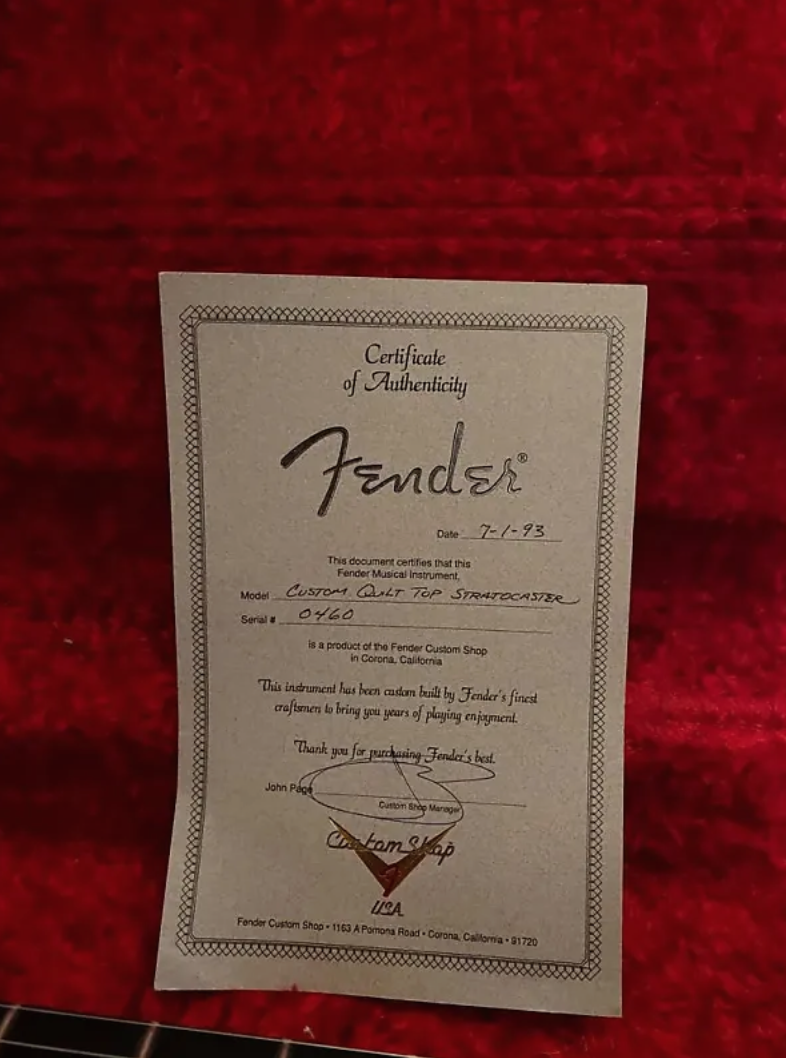 Certificate
of Authenticity
Fender®
Date 7-1-93
This document certifies that this
Fender Musical Instrument,
Model CUSTOM QUILT TOP STRATOCASTER
Serial # 0460
is a product of the Fender Custom Shop
in Corona, California
This instrument has been custom built by Fender's finest
craftsmen to bring you years of playing enjoyment.
Thank you for purchasing Fender's best.
John Page
Custom Shop Manager
Custom Shop
USA
Fender Custom Shop • 1163 A Pomona Road • Corona, California • 91720